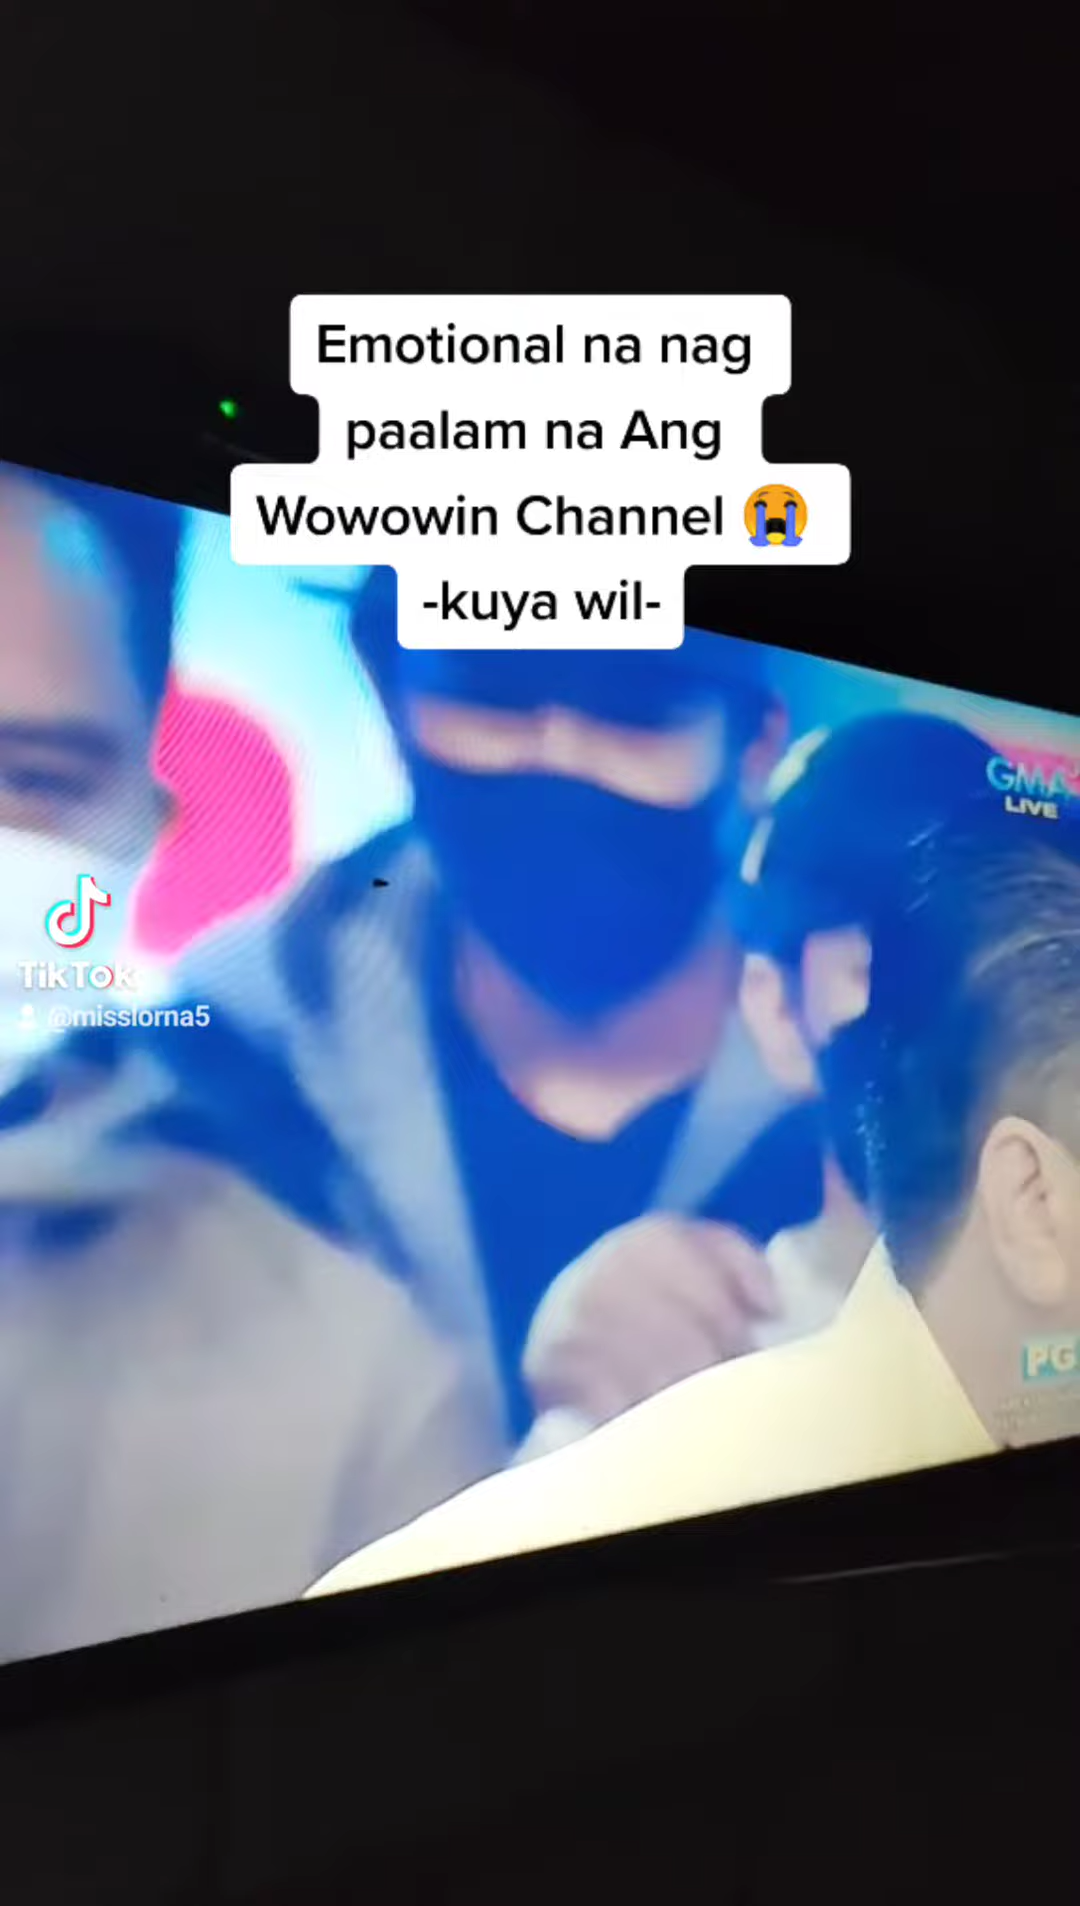 Emotional na nag
paalam na Ang
Wowowin Channel 😭
-kuya wil-
GMA
LIVE
TikTok
@misslorna5
PG